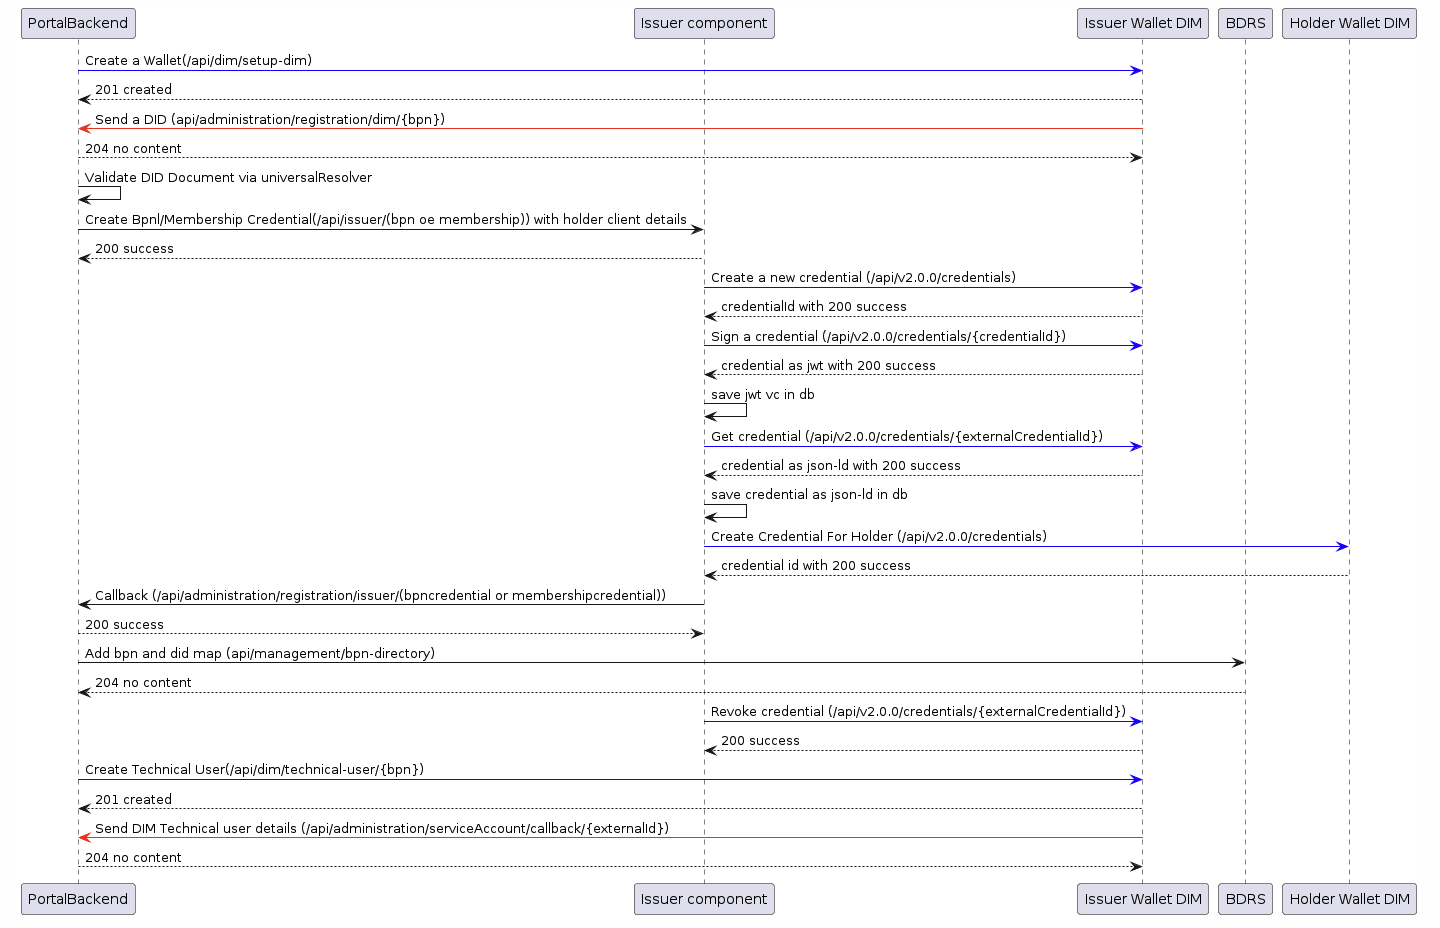 PortalBackend
Issuer component
Issuer Wallet DIM
BDRS
Holder Wallet DIM
Create a Wallet(/api/dim/setup-dim)
201 created
Send a DID (api/administration/registration/dim/{bpn})
204 no content
Validate DID Document via universalResolver
Create Bpnl/Membership Credential(/api/issuer/(bpn oe membership)) with holder client details
200 success
Create a new credential (/api/v2.0.0/credentials)
credentialId with 200 success
Sign a credential (/api/v2.0.0/credentials/{credentialId})
credential as jwt with 200 success
save jwt vc in db
Get credential (/api/v2.0.0/credentials/{externalCredentialId})
credential as json-ld with 200 success
save credential as json-ld in db
Create Credential For Holder (/api/v2.0.0/credentials)
credential id with 200 success
Callback (/api/administration/registration/issuer/(bpncredential or membershipcredential))
200 success
Add bpn and did map (api/management/bpn-directory)
204 no content
Revoke credential (/api/v2.0.0/credentials/{externalCredentialId})
200 success
Create Technical User(/api/dim/technical-user/{bpn})
201 created
Send DIM Technical user details (/api/administration/serviceAccount/callback/{externalId})
204 no content
PortalBackend
Issuer component
Issuer Wallet DIM
BDRS
Holder Wallet DIM